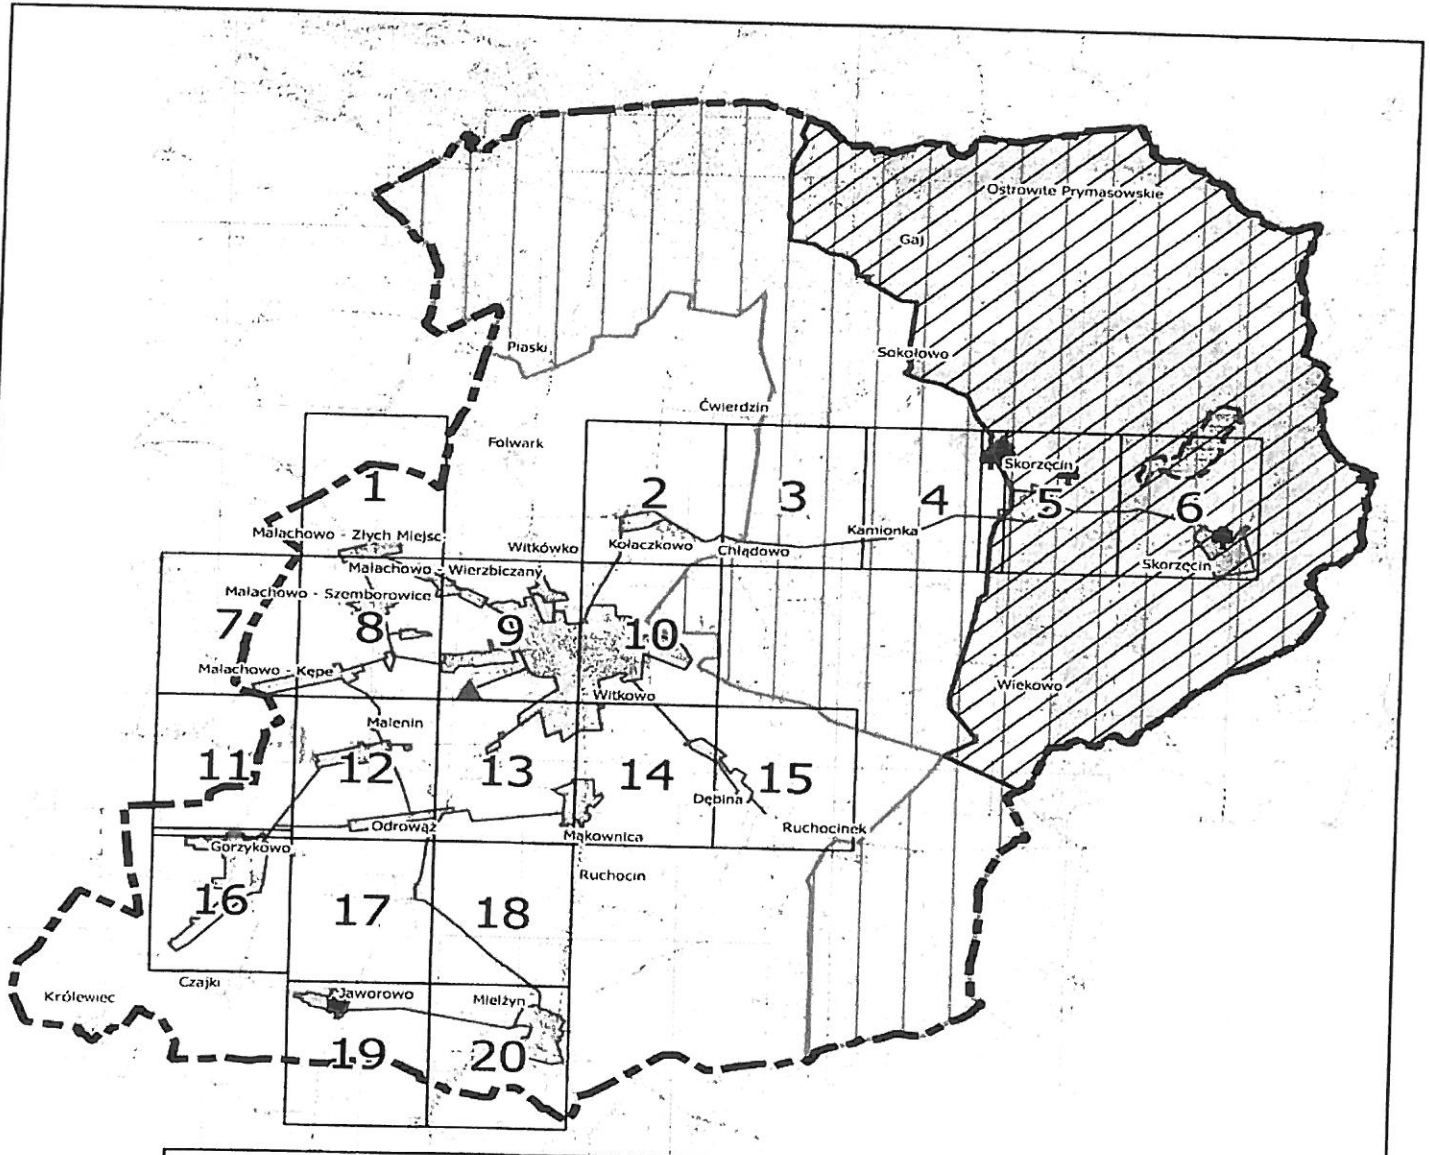 Ostrowite Prymasowskie
Gaj
Piaski
Sokołowo
Ćwierdzin
Folwark
Skorzęcin
1
2
3
4
5
6
Małachowo - Złych Miejsc
Witkówko
Kołaczkowo
Chłądowo
Kamionka
Skorzęcin
Małachowo - Wierzbiczany
Małachowo - Szemborowice
7
8
9
10
Małachowo - Kępe
Witkowo
Wiekowo
Malenin
11
12
13
14
15
Dębina
Odrowąż
Mąkownica
Ruchocinek
Gorzykowo
Ruchocin
16
17
18
Czajki
Królewiec
Jaworowo
Mielżyn
19
20